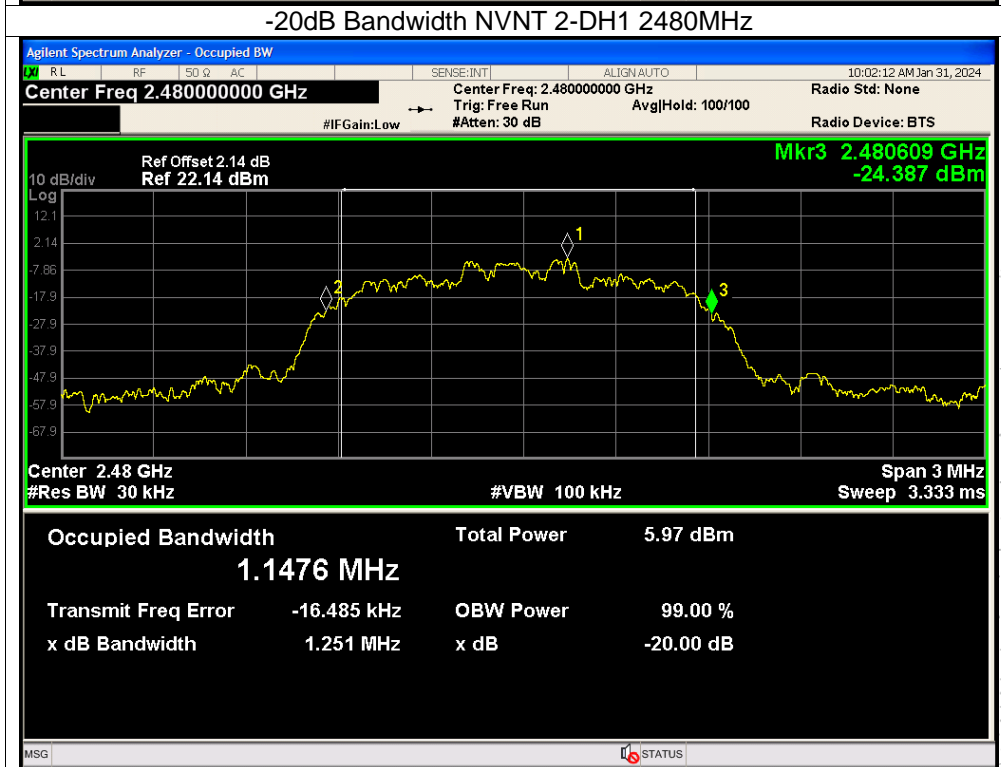 -20dB Bandwidth NVNT 2-DH1 2480MHz
Agilent Spectrum Analyzer - Occupied BW
LXI RL RF 50 Ω AC SENSE:INT ALIGN AUTO 10:02:12 AM Jan 31, 2024
Center Freq 2.480000000 GHz Center Freq: 2.480000000 GHz Radio Std: None
Trig: Free Run Avg|Hold: 100/100
#IFGain:Low #Atten: 30 dB Radio Device: BTS
Mkr3 2.480609 GHz
Ref Offset 2.14 dB
10 dB/div Ref 22.14 dBm -24.387 dBm
Log
12.1
1
2.14
-7.86
2
3
-17.9
-27.9
-37.9
-47.9
-57.9
-67.9
Center 2.48 GHz Span 3 MHz
#Res BW 30 kHz #VBW 100 kHz Sweep 3.333 ms
Occupied Bandwidth Total Power 5.97 dBm
1.1476 MHz
Transmit Freq Error -16.485 kHz OBW Power 99.00 %
x dB Bandwidth 1.251 MHz x dB -20.00 dB
MSG STATUS